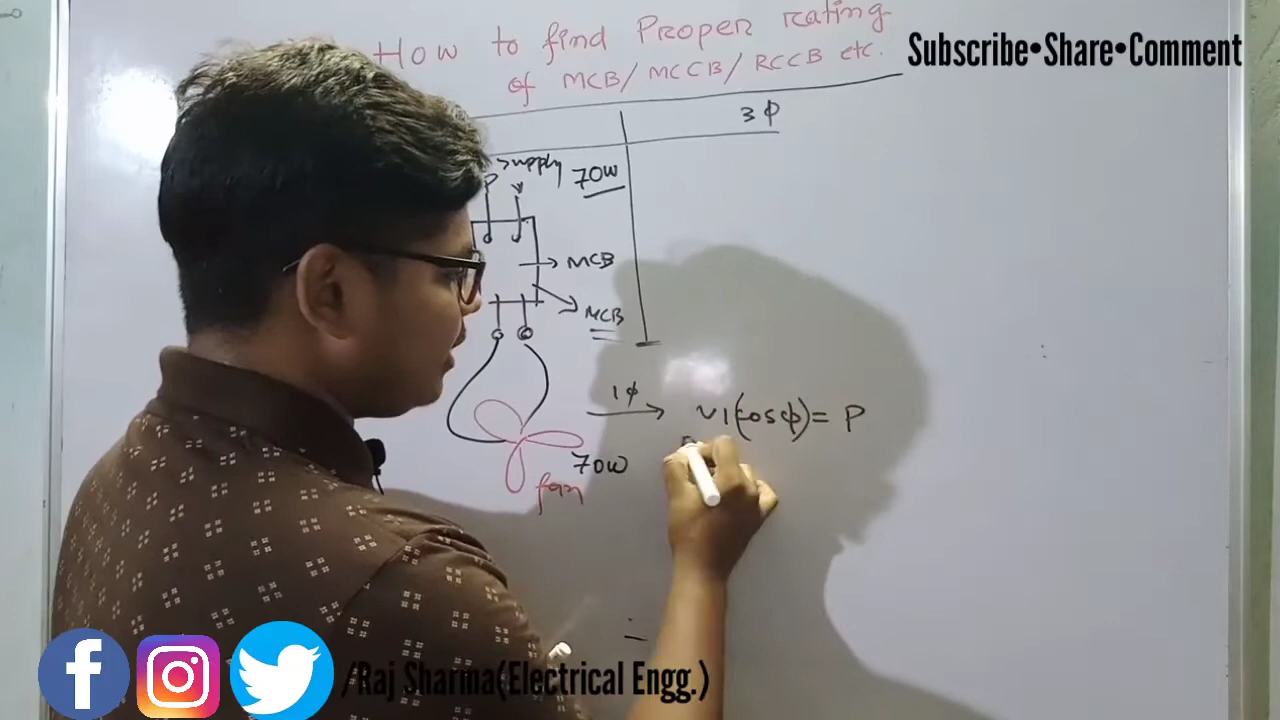 How to find Proper rating
of MCB/MCCB/RCCB etc.
Subscribe•Share•Comment
3 Φ
supply
70W
P
MCB
MCB
1 ϕ
VI(cosϕ)= P
70W
fan
/Raj Sharma(Electrical Engg.)